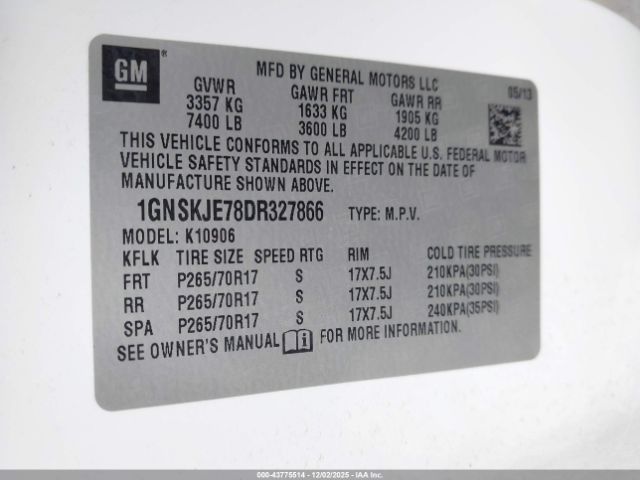 GM ®
MFD BY GENERAL MOTORS LLC 05/13
GVWR GAWR FRT GAWR RR
3357 KG 1633 KG 1905 KG
7400 LB 3600 LB 4200 LB
THIS VEHICLE CONFORMS TO ALL APPLICABLE U.S. FEDERAL MOTOR
VEHICLE SAFETY STANDARDS IN EFFECT ON THE DATE OF
MANUFACTURE SHOWN ABOVE.
1GNSKJE78DR327866 TYPE: M.P.V.
MODEL: K10906
KFLK TIRE SIZE SPEED RTG RIM COLD TIRE PRESSURE
FRT P265/70R17 S 17X7.5J 210KPA(30PSI)
RR P265/70R17 S 17X7.5J 210KPA(30PSI)
SPA P265/70R17 S 17X7.5J 240KPA(35PSI)
SEE OWNER'S MANUAL i FOR MORE INFORMATION.
000-43775514 - 12/02/2025 - IAA Inc.